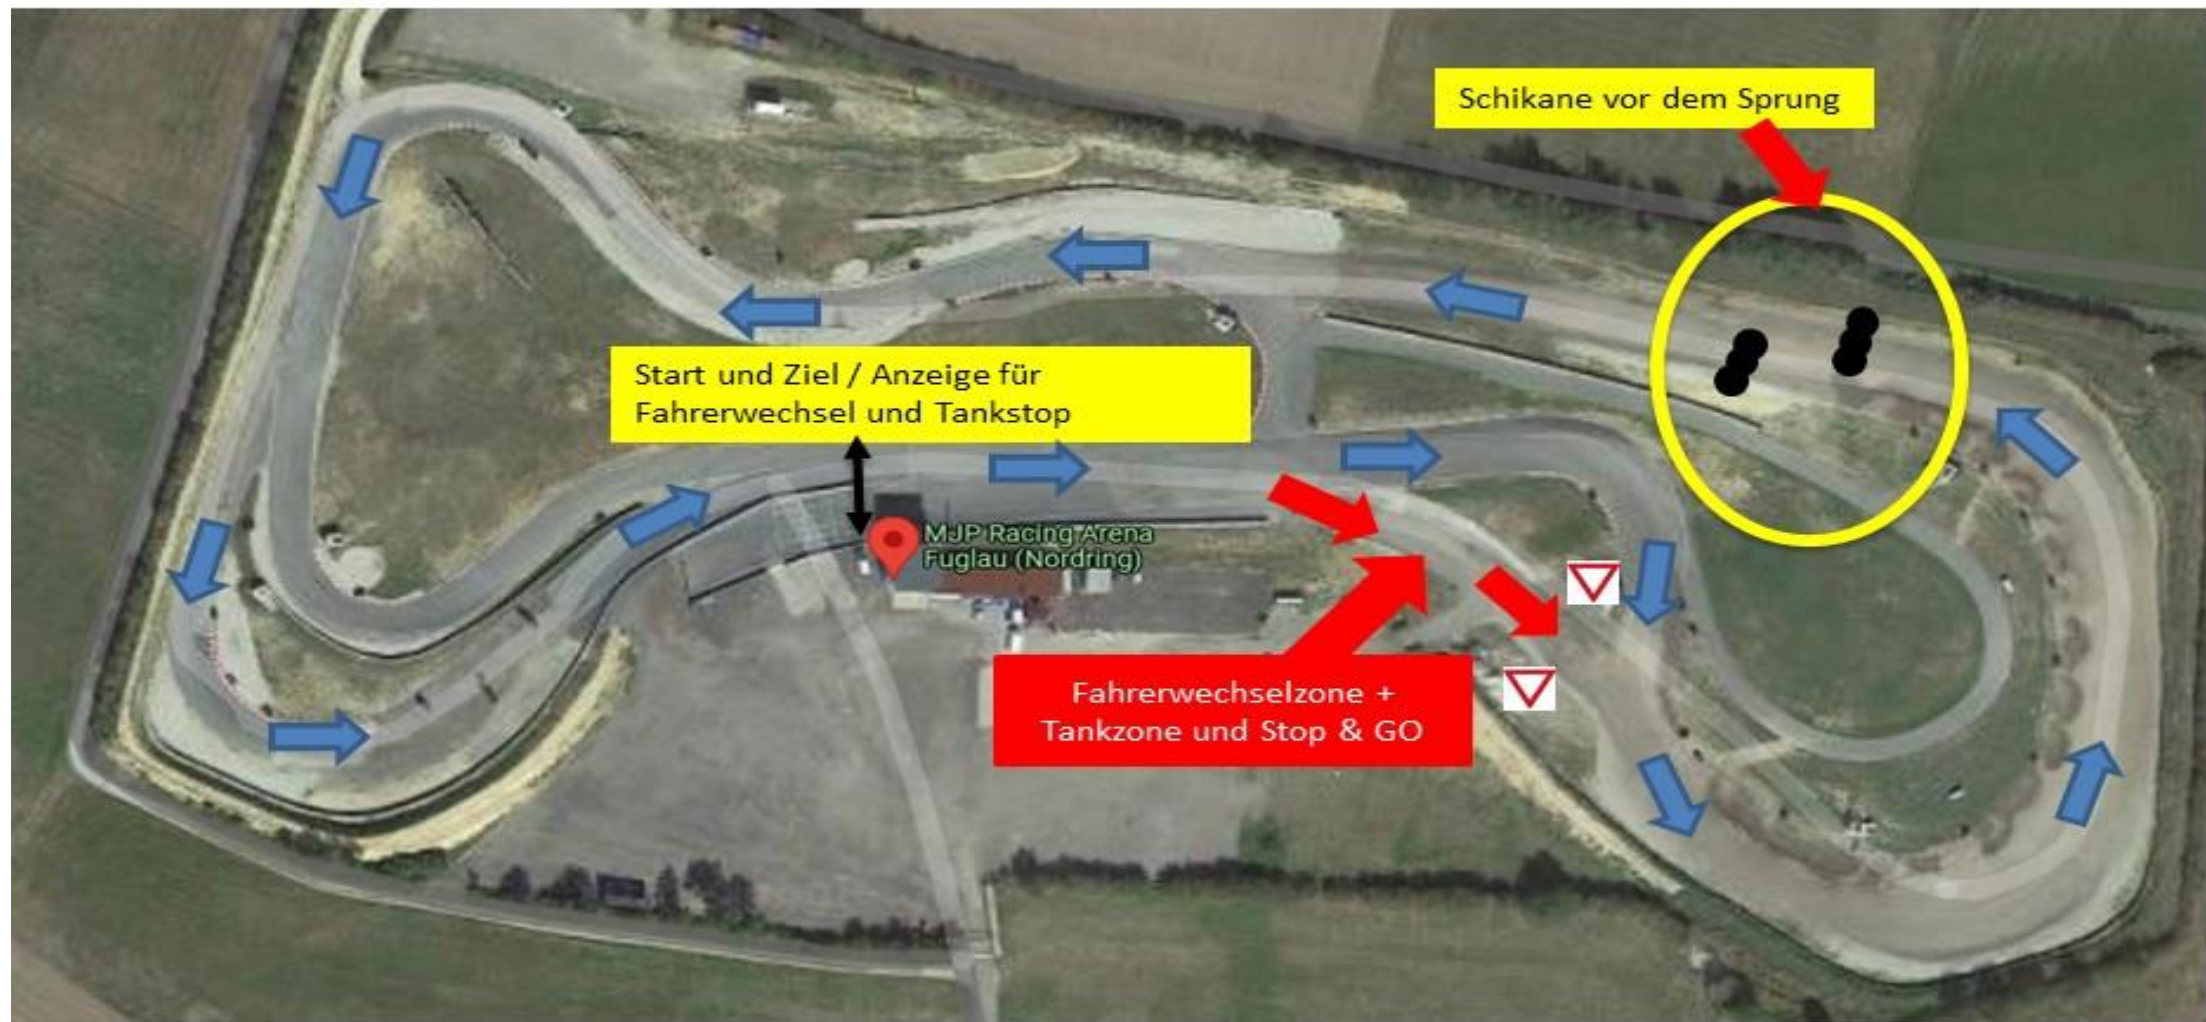 Schikane vor dem Sprung
Start und Ziel / Anzeige für
Fahrerwechsel und Tankstop
MJP Racing Arena
Fuglau (Nordring)
Fahrerwechselzone +
Tankzone und Stop & GO